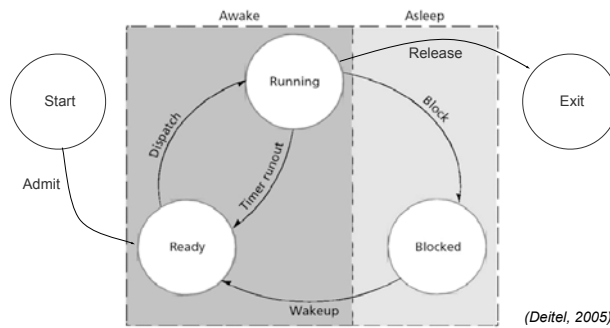 Awake
Asleep
Release
Running
Start
Exit
Dispatch
Block
Timer runout
Admit
Ready
Blocked
Wakeup
(Deitel, 2005)